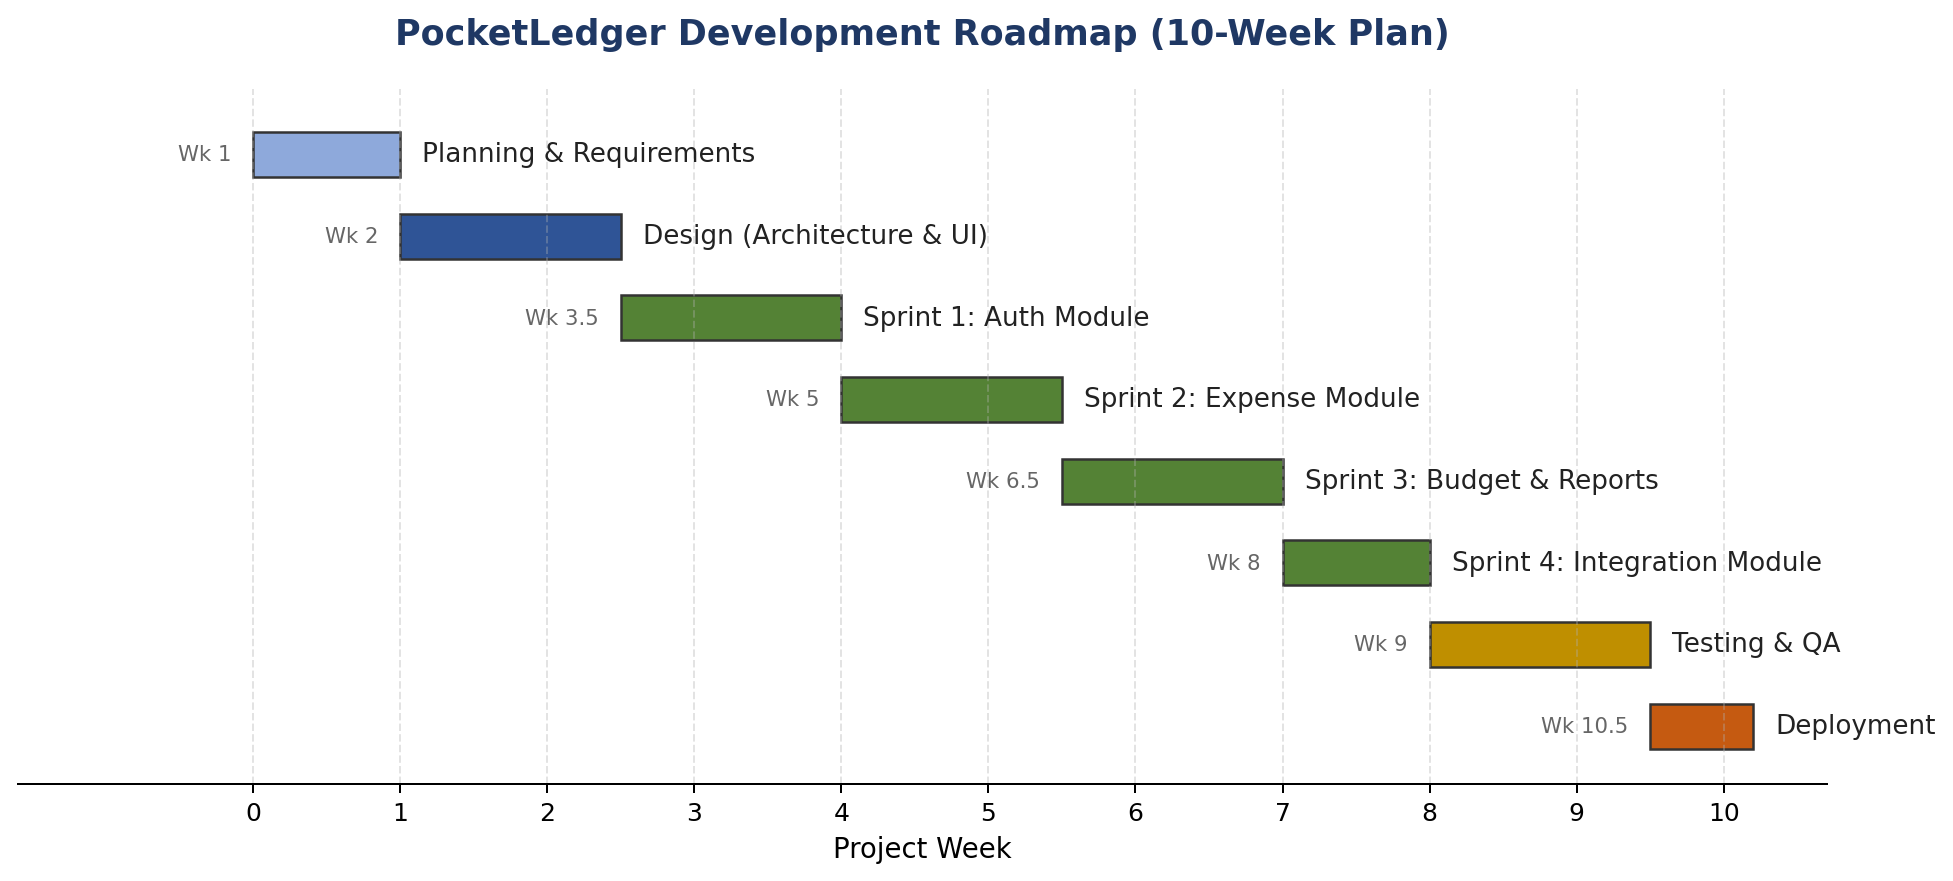 PocketLedger Development Roadmap (10-Week Plan)
Wk 1 Planning & Requirements
Wk 2 Design (Architecture & UI)
Wk 3.5 Sprint 1: Auth Module
Wk 5 Sprint 2: Expense Module
Wk 6.5 Sprint 3: Budget & Reports
Wk 8 Sprint 4: Integration Module
Wk 9 Testing & QA
Wk 10.5 Deployment
0 1 2 3 4 5 6 7 8 9 10
Project Week